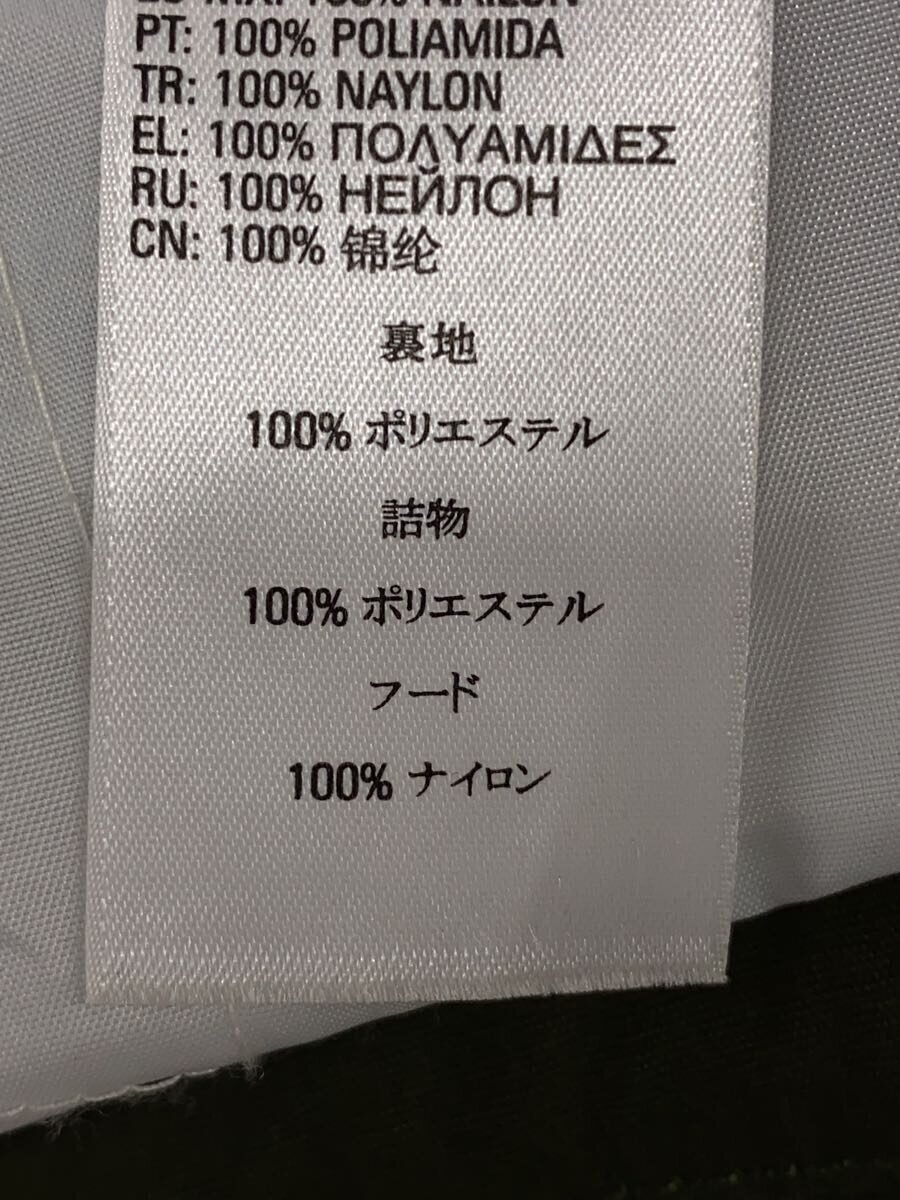 100% NAILON
PT: 100% POLIAMIDA
TR: 100% NAYLON
EL: 100% ΠΟΛΥΑΜΙΔΕΣ
RU: 100% НЕЙЛОН
CN: 100% 锦纶
裏地
100% ポリエステル
詰物
100% ポリエステル
フード
100% ナイロン